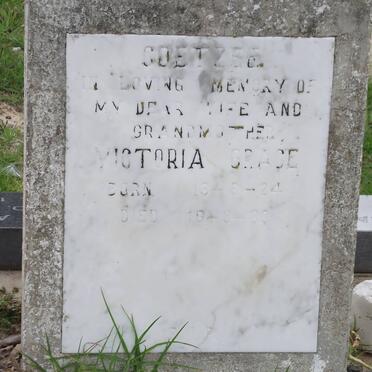 COETZEE
IN LOVING MEMORY OF
MY DEAR WIFE AND
GRANDMOTHER
VICTORIA GRACE
BORN
DIED